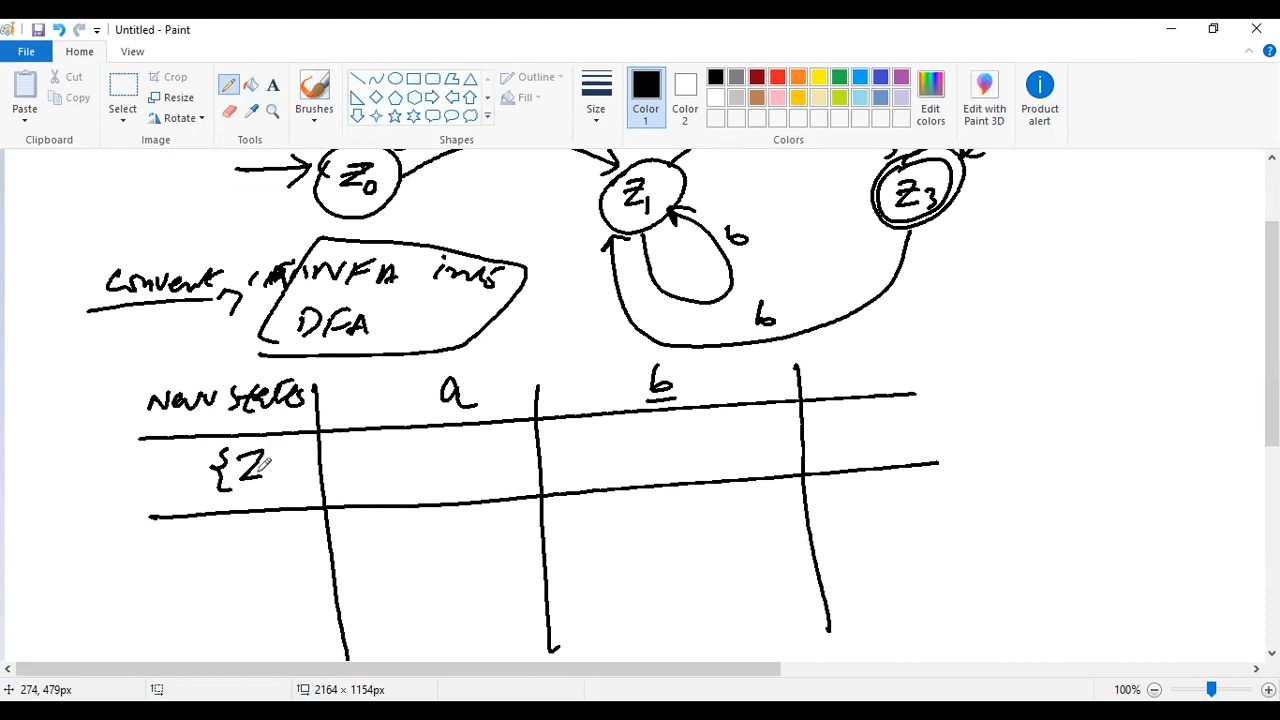 Untitled - Paint
File
Home
View
Paste
Cut
Copy
Clipboard
Select
Crop
Resize
Rotate
Image
Tools
Brushes
Shapes
Outline
Fill
Size
Color 1
Color 2
Colors
Edit colors
Edit with Paint 3D
Product alert
Z0
Z1
Z3
b
b
Convert NFA into
DFA
New states a b
{Z
274, 479px
2164 × 1154px
100%